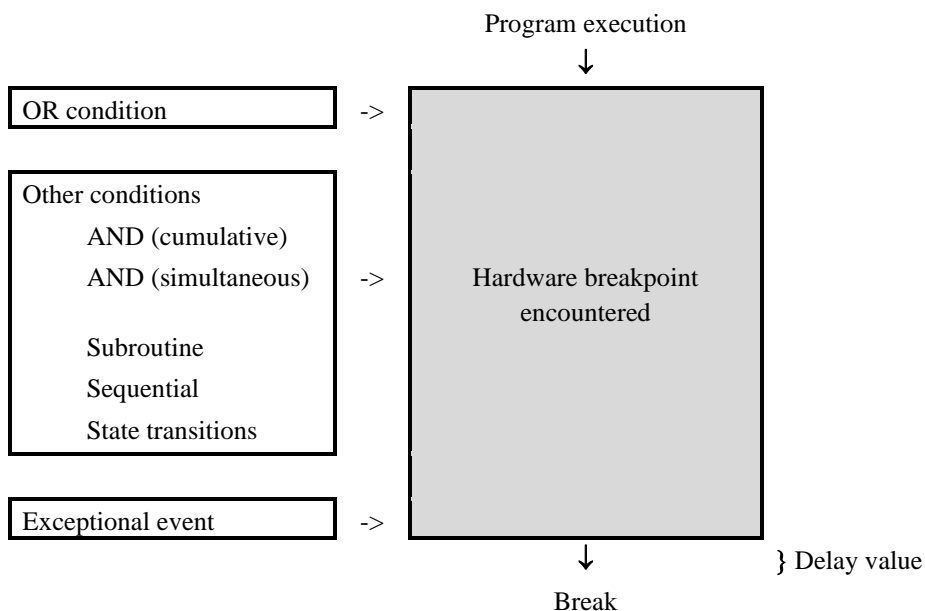 Program execution
↓
OR condition ->
Other conditions
AND (cumulative)
AND (simultaneous) -> Hardware breakpoint
encountered
Subroutine
Sequential
State transitions
Exceptional event ->
↓ } Delay value
Break